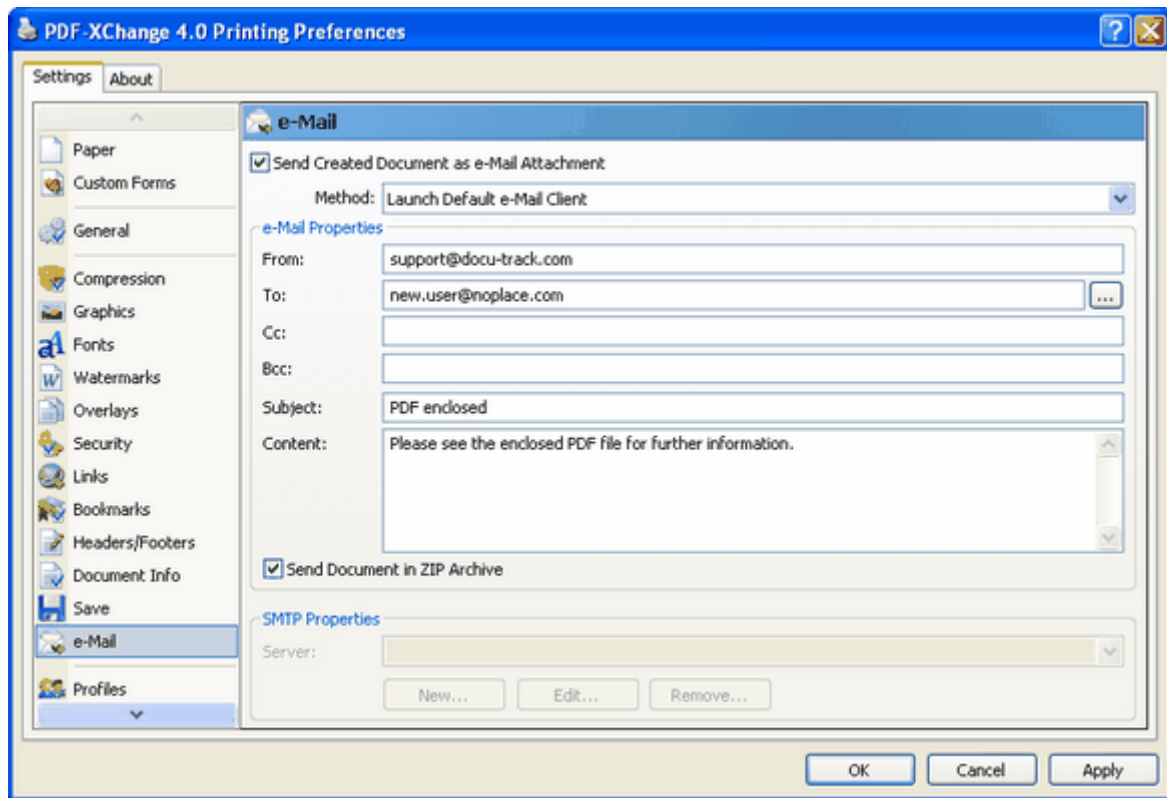 PDF-XChange 4.0 Printing Preferences
Settings
About
Paper
Custom Forms
General
Compression
Graphics
Fonts
Watermarks
Overlays
Security
Links
Bookmarks
Headers/Footers
Document Info
Save
e-Mail
Profiles
e-Mail
Send Created Document as e-Mail Attachment
Method: Launch Default e-Mail Client
e-Mail Properties
From: support@docu-track.com
To: new.user@noplace.com ...
Cc:
Bcc:
Subject: PDF enclosed
Content: Please see the enclosed PDF file for further information.
Send Document in ZIP Archive
SMTP Properties
Server:
New... Edit... Remove...
OK Cancel Apply